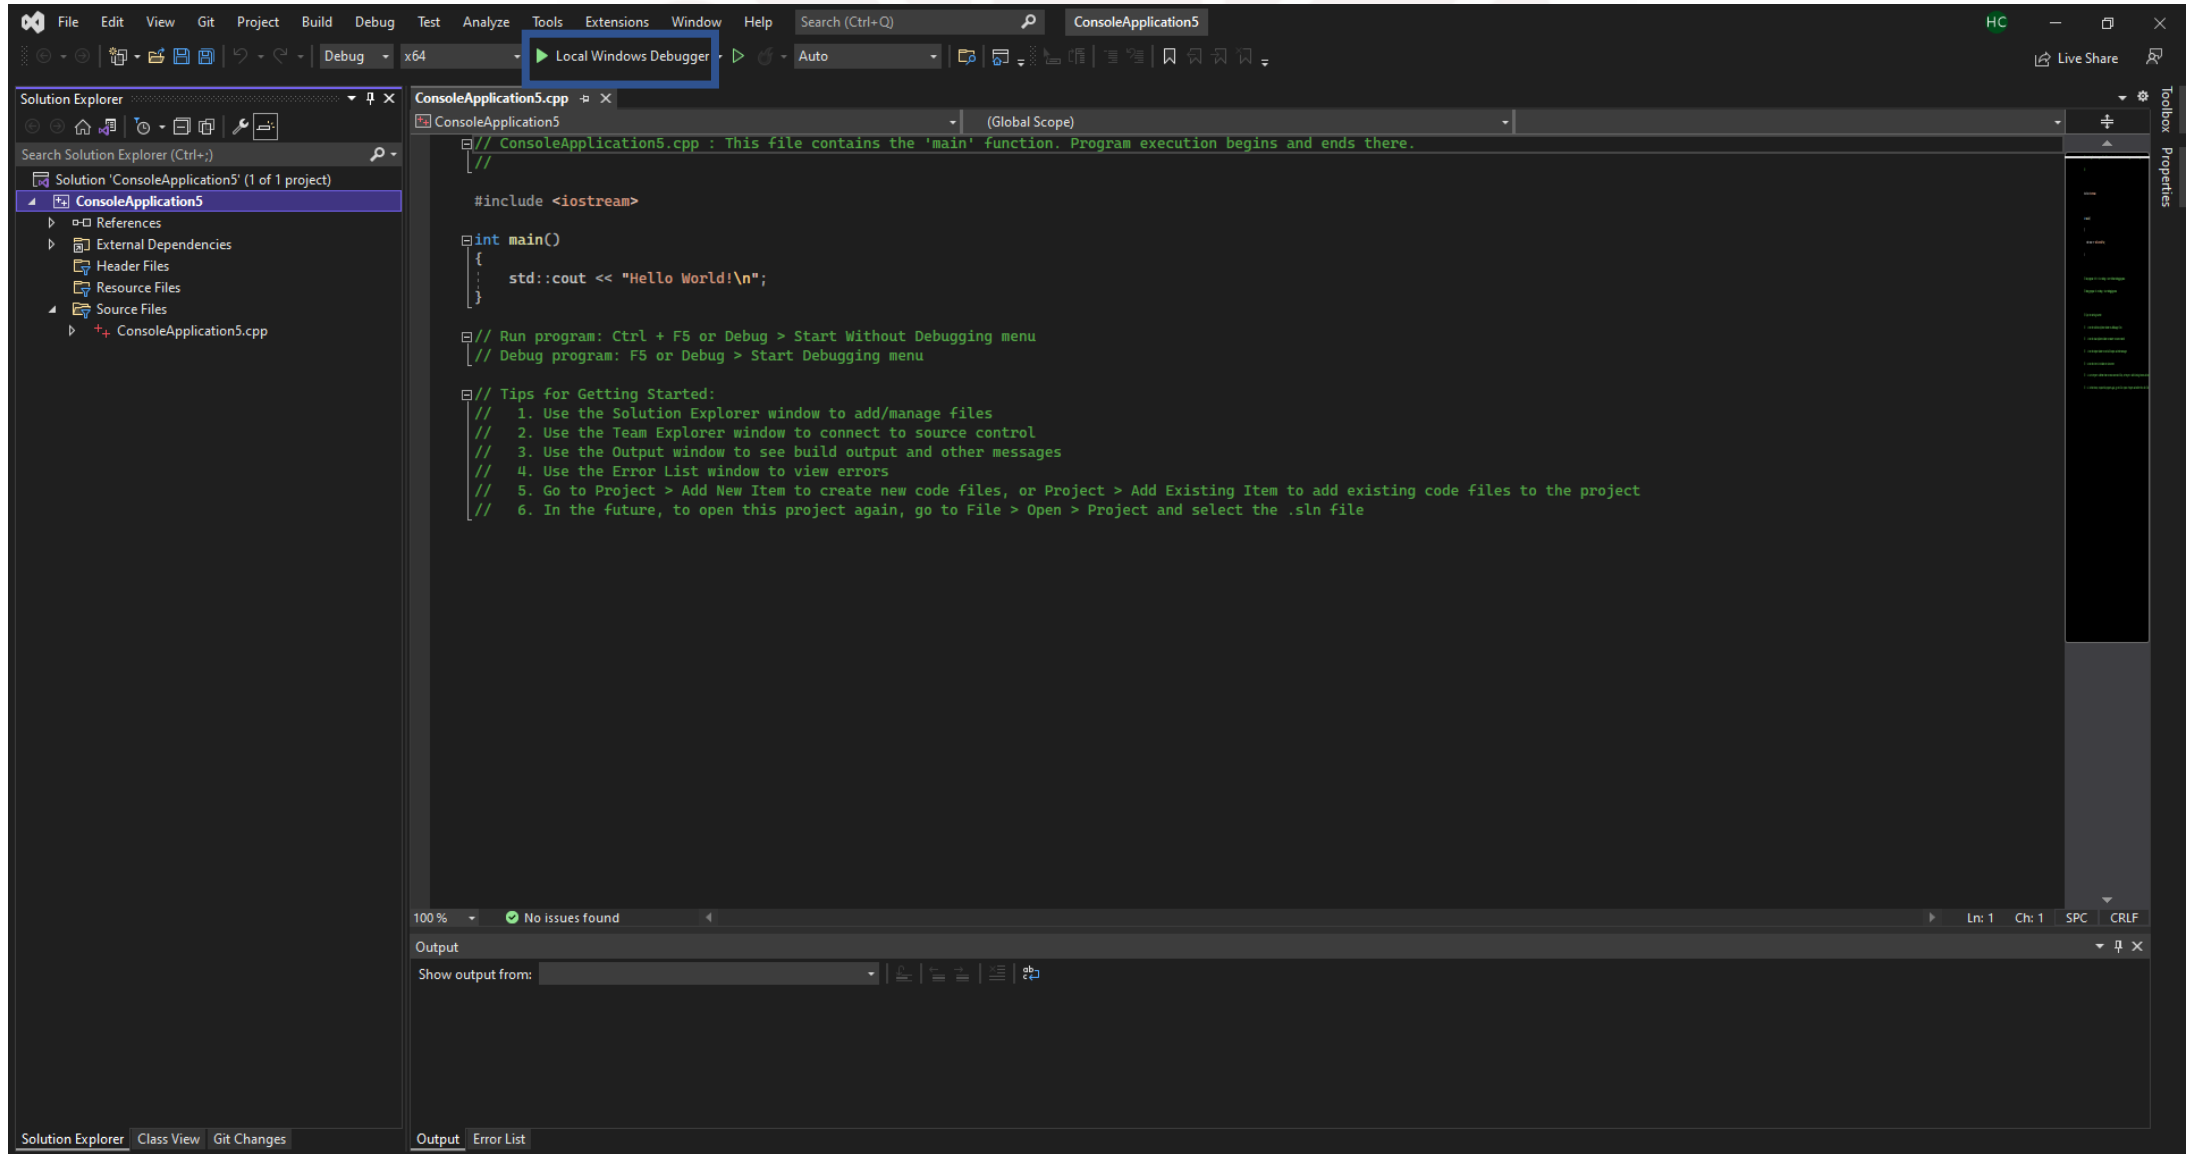 File Edit View Git Project Build Debug Test Analyze Tools Extensions Window Help Search (Ctrl+Q) ConsoleApplication5 HC
Debug x64 Local Windows Debugger Auto Live Share
Solution Explorer
Search Solution Explorer (Ctrl+;)
Solution 'ConsoleApplication5' (1 of 1 project)
ConsoleApplication5
References
External Dependencies
Header Files
Resource Files
Source Files
++ ConsoleApplication5.cpp
Solution Explorer Class View Git Changes
ConsoleApplication5.cpp
ConsoleApplication5 (Global Scope)
// ConsoleApplication5.cpp : This file contains the 'main' function. Program execution begins and ends there.
//
#include <iostream>
int main()
{
std::cout << "Hello World!\n";
}
// Run program: Ctrl + F5 or Debug > Start Without Debugging menu
// Debug program: F5 or Debug > Start Debugging menu
// Tips for Getting Started:
//   1. Use the Solution Explorer window to add/manage files
//   2. Use the Team Explorer window to connect to source control
//   3. Use the Output window to see build output and other messages
//   4. Use the Error List window to view errors
//   5. Go to Project > Add New Item to create new code files, or Project > Add Existing Item to add existing code files to the project
//   6. In the future, to open this project again, go to File > Open > Project and select the .sln file
100 % No issues found Ln: 1 Ch: 1 SPC CRLF
Output
Show output from:
Output Error List
Toolbox
Properties